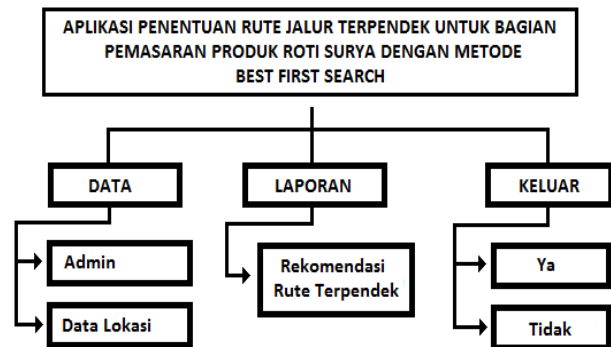 APLIKASI PENENTUAN RUTE JALUR TERPENDEK UNTUK BAGIAN
PEMASARAN PRODUK ROTI SURYA DENGAN METODE
BEST FIRST SEARCH
DATA
LAPORAN
KELUAR
Admin
Data Lokasi
Rekomendasi
Rute Terpendek
Ya
Tidak